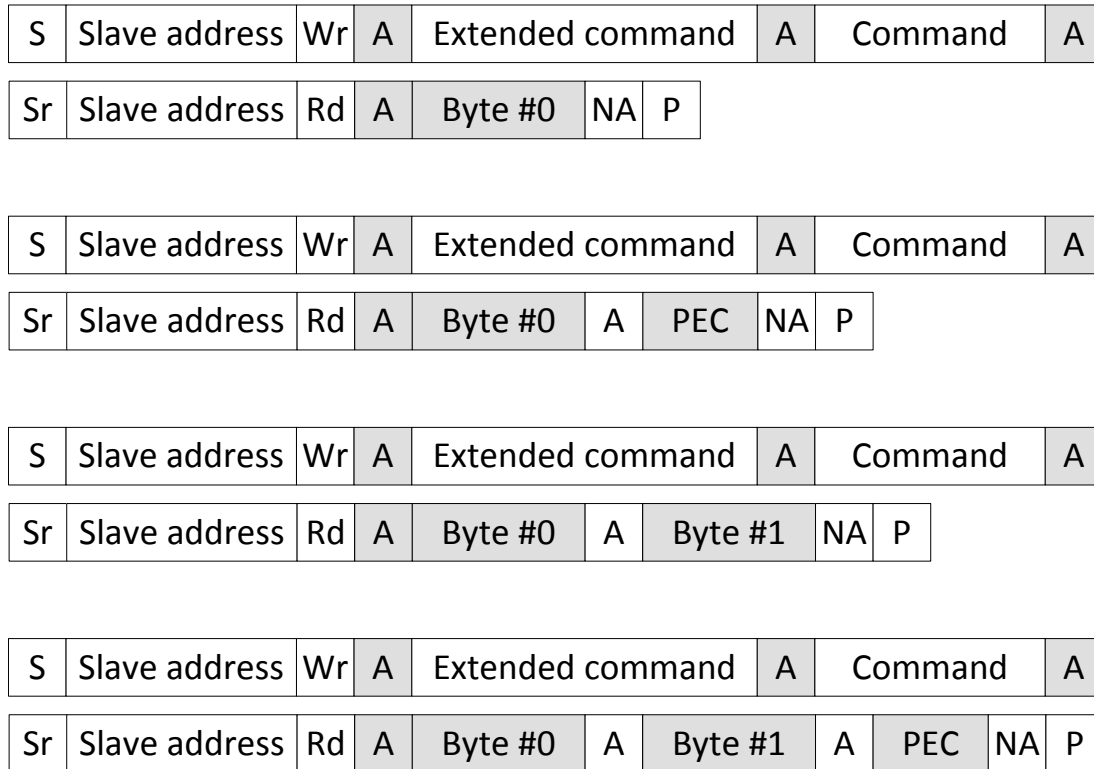 S Slave address Wr A Extended command A Command A
Sr Slave address Rd A Byte #0 NA P
S Slave address Wr A Extended command A Command A
Sr Slave address Rd A Byte #0 A PEC NA P
S Slave address Wr A Extended command A Command A
Sr Slave address Rd A Byte #0 A Byte #1 NA P
S Slave address Wr A Extended command A Command A
Sr Slave address Rd A Byte #0 A Byte #1 A PEC NA P